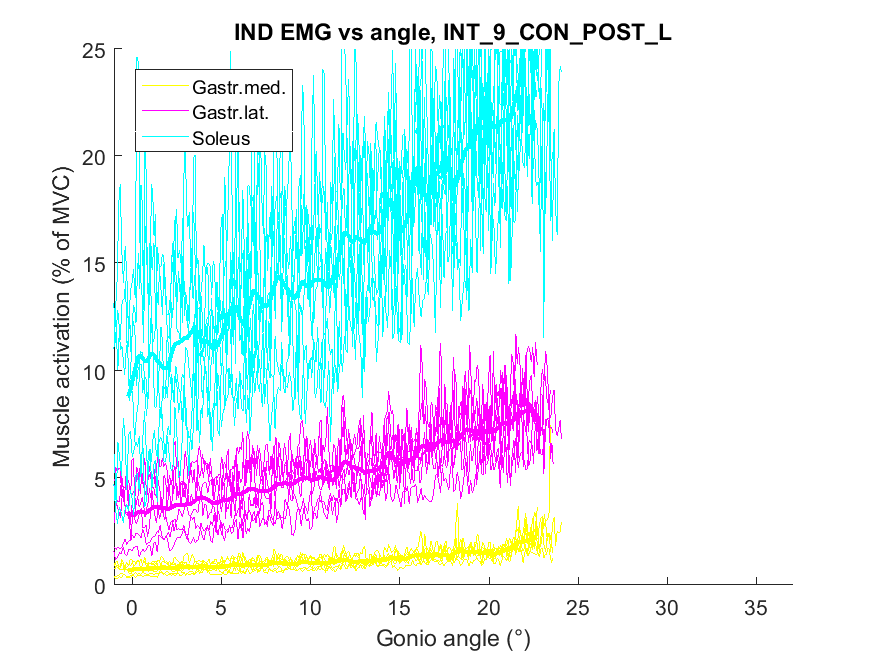 IND EMG vs angle, INT_9_CON_POST_L
25
20
15
10
5
0
Muscle activation (% of MVC)
Gastr.med.
Gastr.lat.
Soleus
0 5 10 15 20 25 30 35
Gonio angle (°)